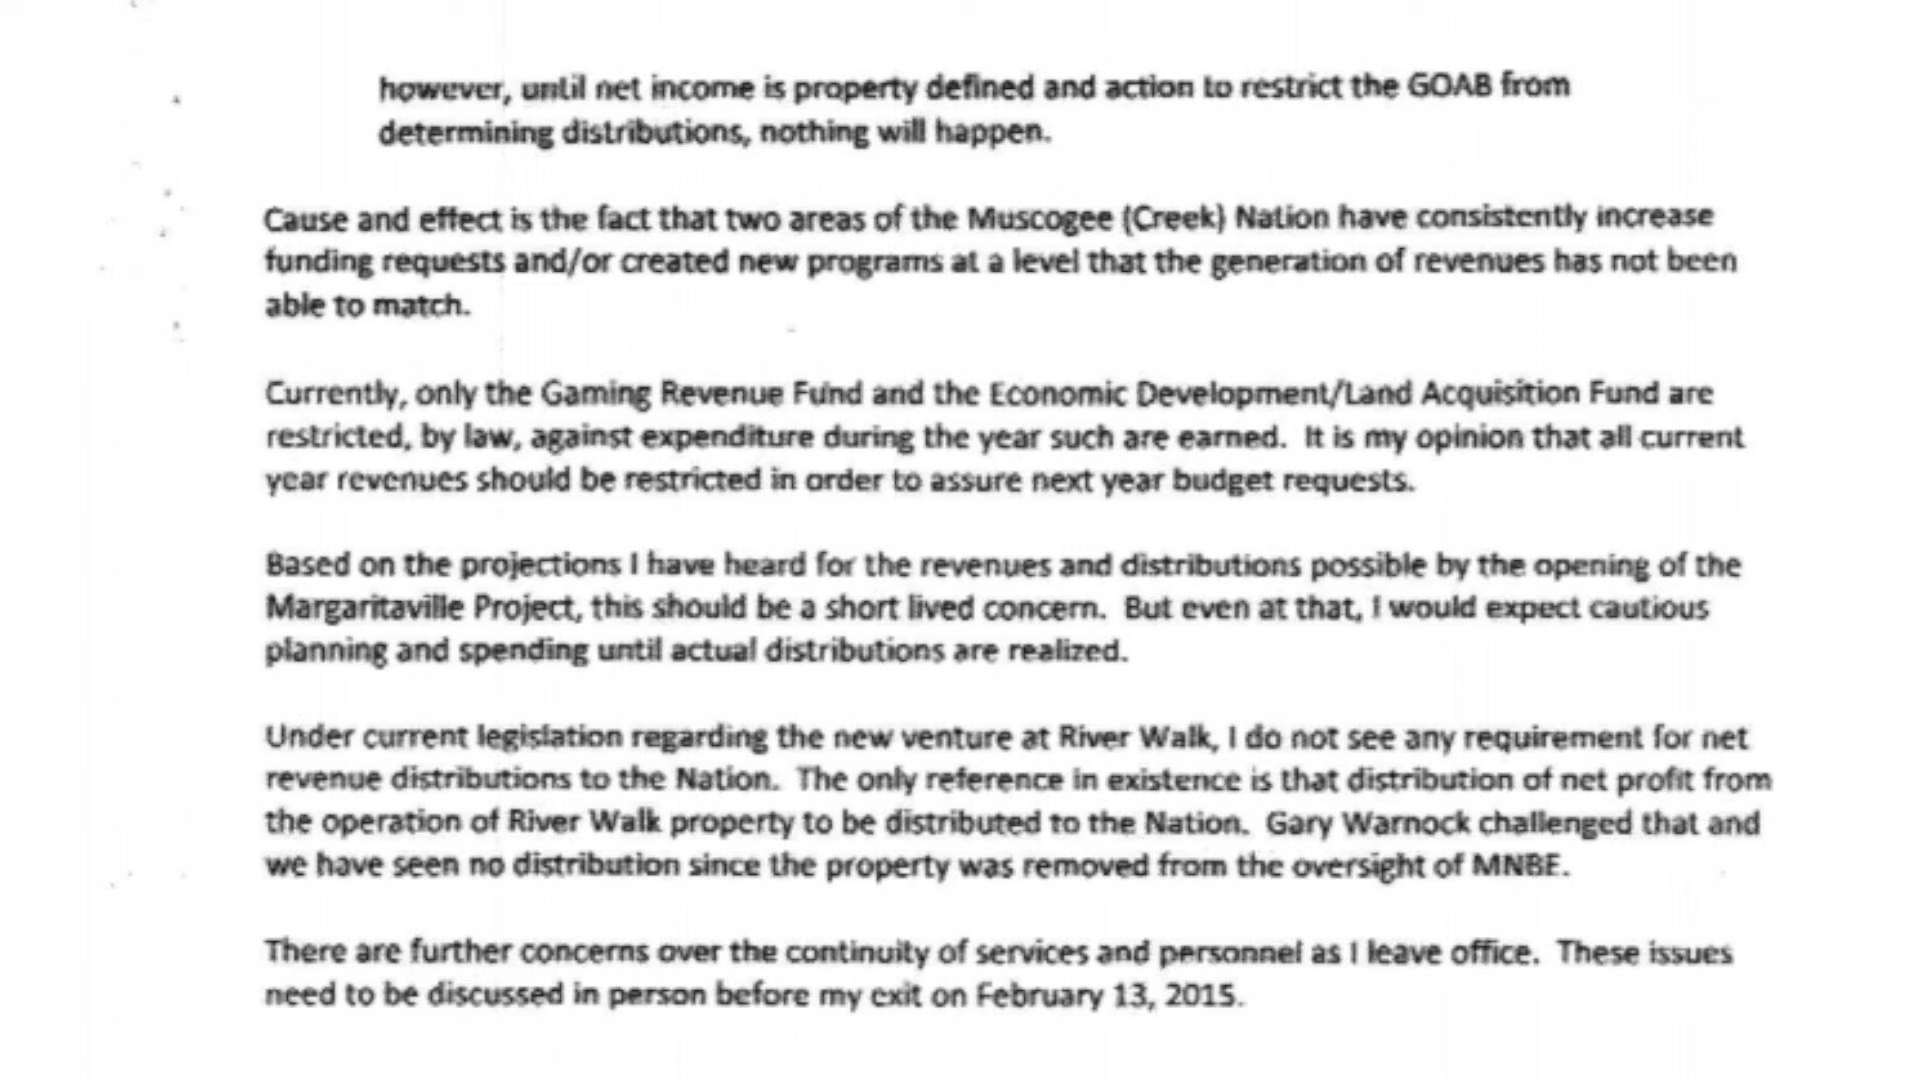 however, until net income is property defined and action to restrict the GOAB from
determining distributions, nothing will happen.
Cause and effect is the fact that two areas of the Muscogee (Creek) Nation have consistently increase
funding requests and/or created new programs at a level that the generation of revenues has not been
able to match.
Currently, only the Gaming Revenue Fund and the Economic Development/Land Acquisition Fund are
restricted, by law, against expenditure during the year such are earned.  It is my opinion that all current
year revenues should be restricted in order to assure next year budget requests.
Based on the projections I have heard for the revenues and distributions possible by the opening of the
Margaritaville Project, this should be a short lived concern.  But even at that, I would expect cautious
planning and spending until actual distributions are realized.
Under current legislation regarding the new venture at River Walk, I do not see any requirement for net
revenue distributions to the Nation.  The only reference in existence is that distribution of net profit from
the operation of River Walk property to be distributed to the Nation.  Gary Warnock challenged that and
we have seen no distribution since the property was removed from the oversight of MNBE.
There are further concerns over the continuity of services and personnel as I leave office.  These issues
need to be discussed in person before my exit on February 13, 2015.